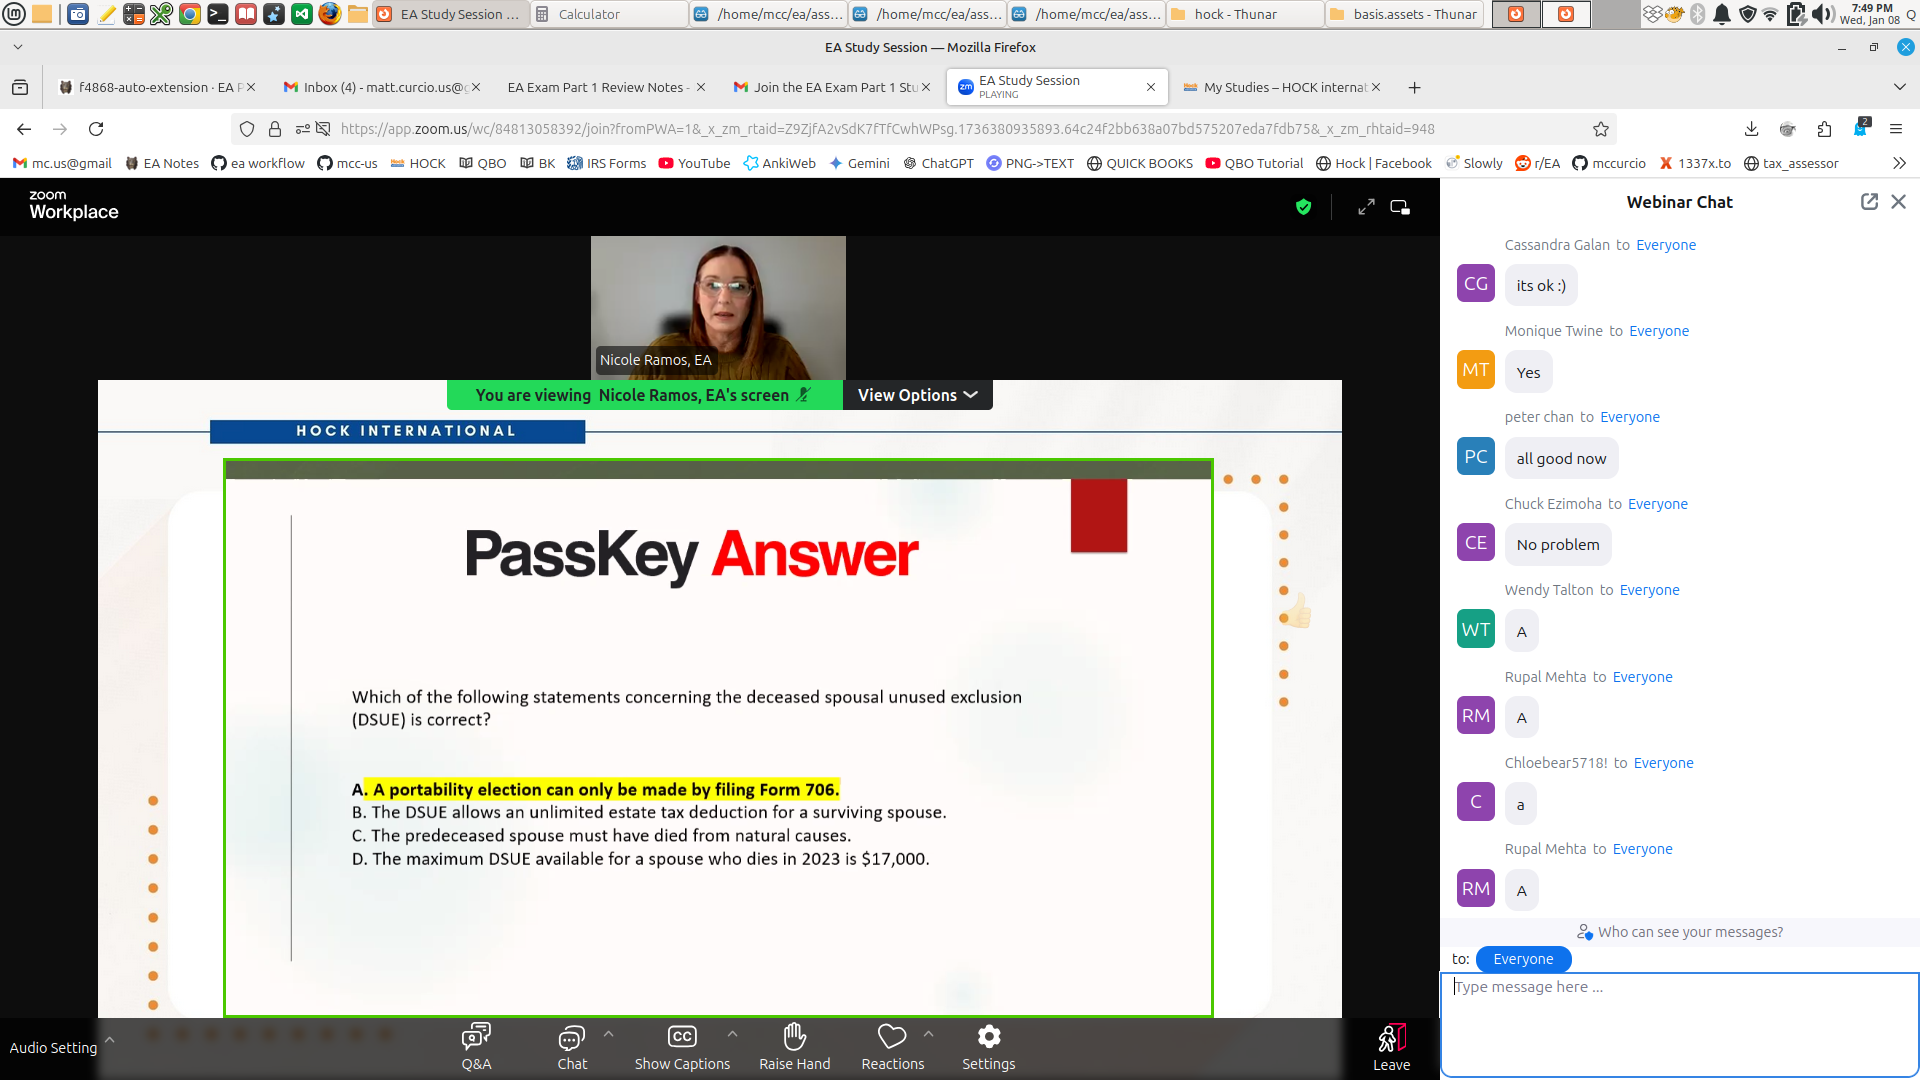 EA Study Session ...
Calculator
/home/mcc/ea/ass...
/home/mcc/ea/ass...
/home/mcc/ea/ass...
hock - Thunar
basis.assets - Thunar
7:49 PM
Wed, Jan 08
EA Study Session — Mozilla Firefox
f4868-auto-extension · EA P
Inbox (4) - matt.curcio.us@g
EA Exam Part 1 Review Notes -
Join the EA Exam Part 1 Stu
EA Study Session
PLAYING
My Studies – HOCK internat
https://app.zoom.us/wc/84813058392/join?fromPWA=1&_x_zm_rtaid=Z9ZjfA2vSdK7fTfCwhWPsg.1736380935893.64c24f2bb638a07bd575207eda7fdb75&_x_zm_rhtaid=948
2
mc.us@gmail
EA Notes
ea workflow
mcc-us
HOCK
QBO
BK
IRS Forms
YouTube
AnkiWeb
Gemini
ChatGPT
PNG->TEXT
QUICK BOOKS
QBO Tutorial
Hock | Facebook
Slowly
r/EA
mccurcio
1337x.to
tax_assessor
zoom
Workplace
Nicole Ramos, EA
You are viewing Nicole Ramos, EA's screen
View Options
HOCK INTERNATIONAL
PassKey Answer
Which of the following statements concerning the deceased spousal unused exclusion
(DSUE) is correct?
A. A portability election can only be made by filing Form 706.
B. The DSUE allows an unlimited estate tax deduction for a surviving spouse.
C. The predeceased spouse must have died from natural causes.
D. The maximum DSUE available for a spouse who dies in 2023 is $17,000.
Audio Setting
Q&A
Chat
CC
Show Captions
Raise Hand
Reactions
Settings
Leave
Webinar Chat
Cassandra Galan to Everyone
CG
its ok :)
Monique Twine to Everyone
MT
Yes
peter chan to Everyone
PC
all good now
Chuck Ezimoha to Everyone
CE
No problem
Wendy Talton to Everyone
WT
A
Rupal Mehta to Everyone
RM
A
Chloebear5718! to Everyone
C
a
Rupal Mehta to Everyone
RM
A
Who can see your messages?
to: Everyone
Type message here ...